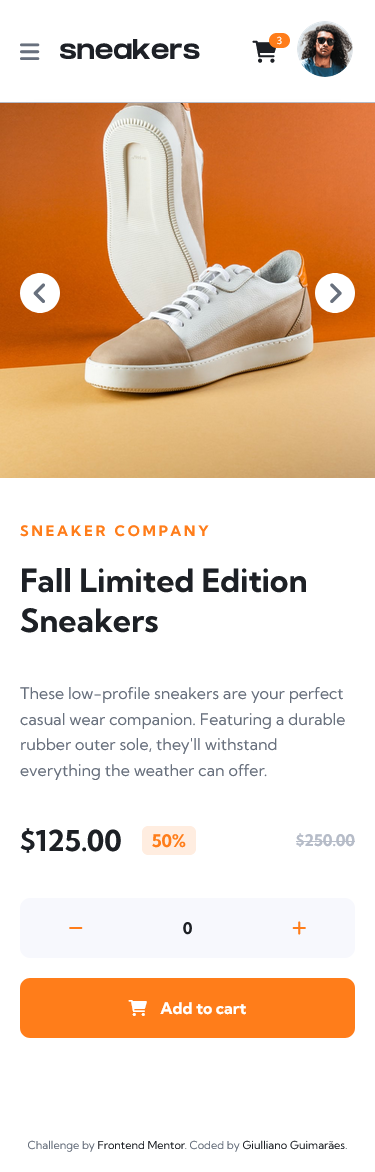 sneakers
3
SNEAKER COMPANY
Fall Limited Edition
Sneakers
These low-profile sneakers are your perfect
casual wear companion. Featuring a durable
rubber outer sole, they'll withstand
everything the weather can offer.
$125.00 50% $250.00
− 0 +
Add to cart
Challenge by Frontend Mentor. Coded by Giulliano Guimarães.